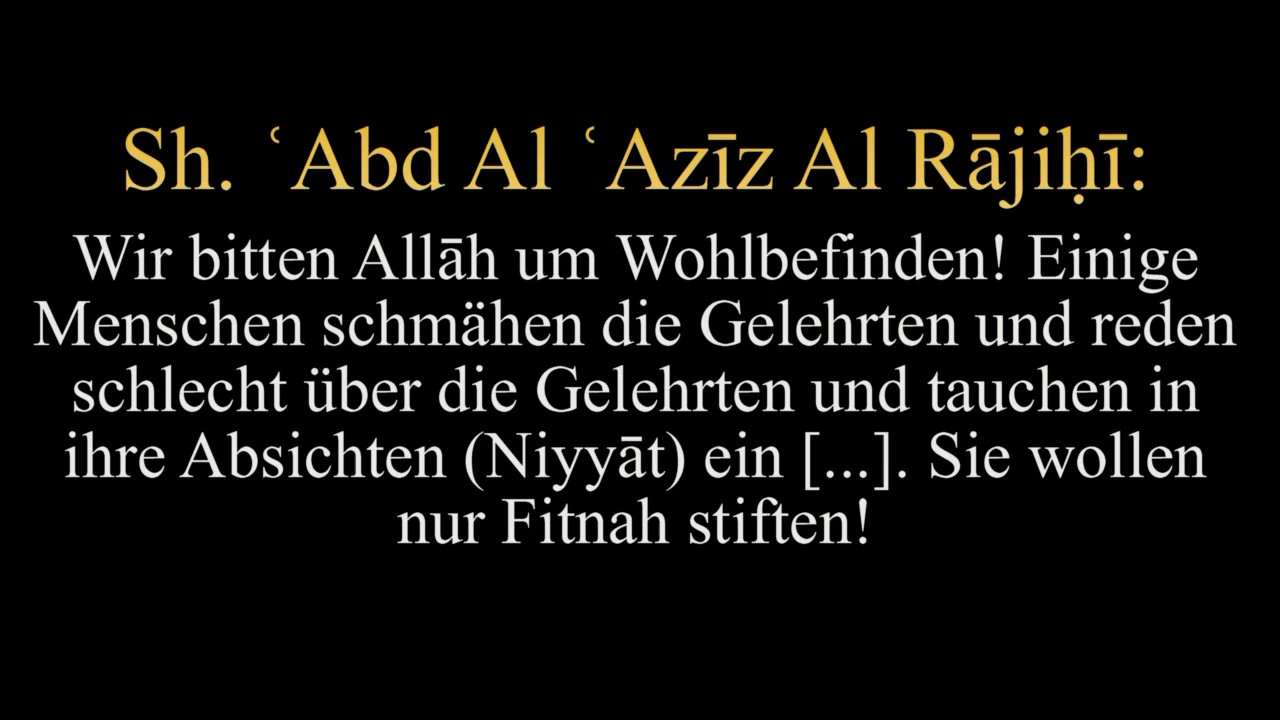 Sh. ʿAbd Al ʿAzīz Al Rājiḥī:
Wir bitten Allāh um Wohlbefinden! Einige
Menschen schmähen die Gelehrten und reden
schlecht über die Gelehrten und tauchen in
ihre Absichten (Niyyāt) ein [...]. Sie wollen
nur Fitnah stiften!